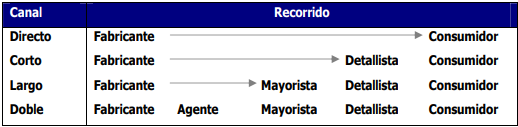 Canal Recorrido
Directo Fabricante Consumidor
Corto Fabricante Detallista Consumidor
Largo Fabricante Mayorista Detallista Consumidor
Doble Fabricante Agente Mayorista Detallista Consumidor